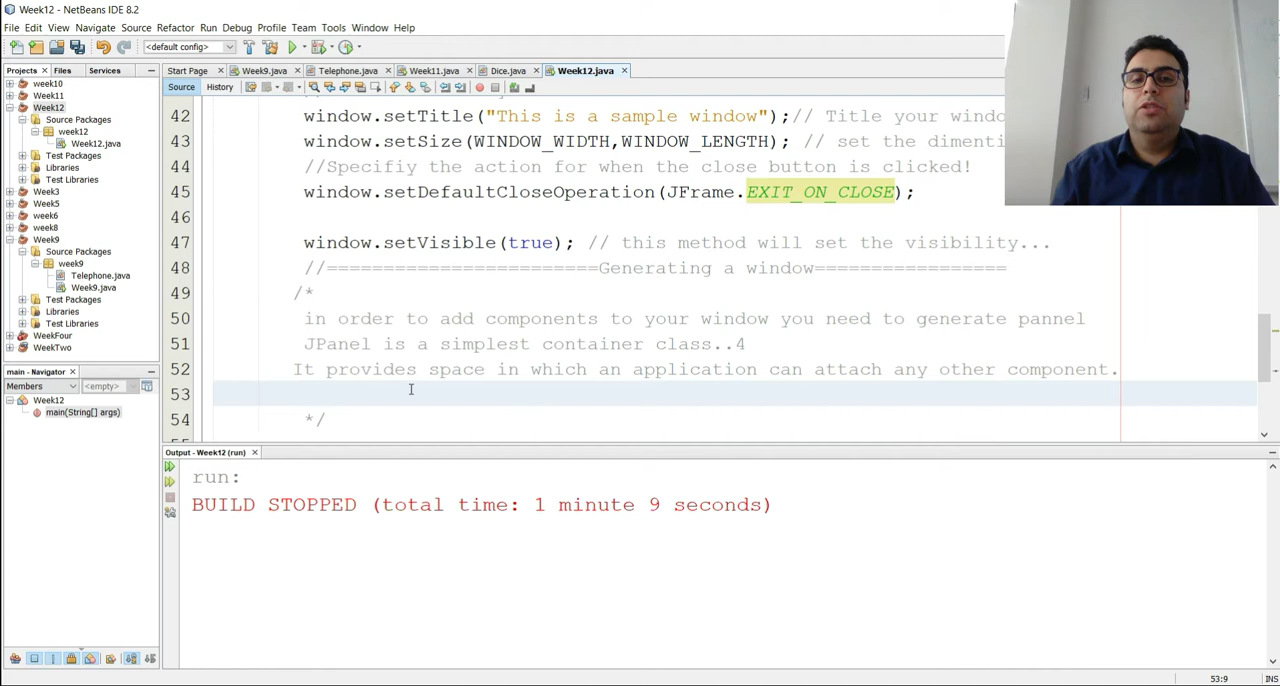 Week12 - NetBeans IDE 8.2
File Edit View Navigate Source Refactor Run Debug Profile Team Tools Window Help
<default config>
Projects Files Services
Start Page Week9.java Telephone.java Week11.java Dice.java Week12.java
Source History
week10
Week11
Week12
Source Packages
week12
Week12.java
Test Packages
Libraries
Test Libraries
Week3
Week5
week6
week8
Week9
Source Packages
week9
Telephone.java
Week9.java
Test Packages
Libraries
Test Libraries
WeekFour
WeekTwo
main - Navigator
Members <empty>
Week12
main(String[] args)
42 window.setTitle("This is a sample window");// Title your windo
43 window.setSize(WINDOW_WIDTH,WINDOW_LENGTH); // set the dimenti
44 //Specifiy the action for when the close button is clicked!
45 window.setDefaultCloseOperation(JFrame.EXIT_ON_CLOSE);
46
47 window.setVisible(true); // this method will set the visibility...
48 //========================Generating a window=================
49 /*
50 in order to add components to your window you need to generate pannel
51 JPanel is a simplest container class..4
52 It provides space in which an application can attach any other component.
53
54 */
Output - Week12 (run)
run:
BUILD STOPPED (total time: 1 minute 9 seconds)
53:9 INS